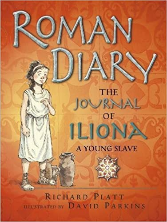 ROMAN
DIARY
THE
JOURNAL
OF
ILIONA
A YOUNG SLAVE
RICHARD PLATT
ILLUSTRATED BY DAVID PARKINS